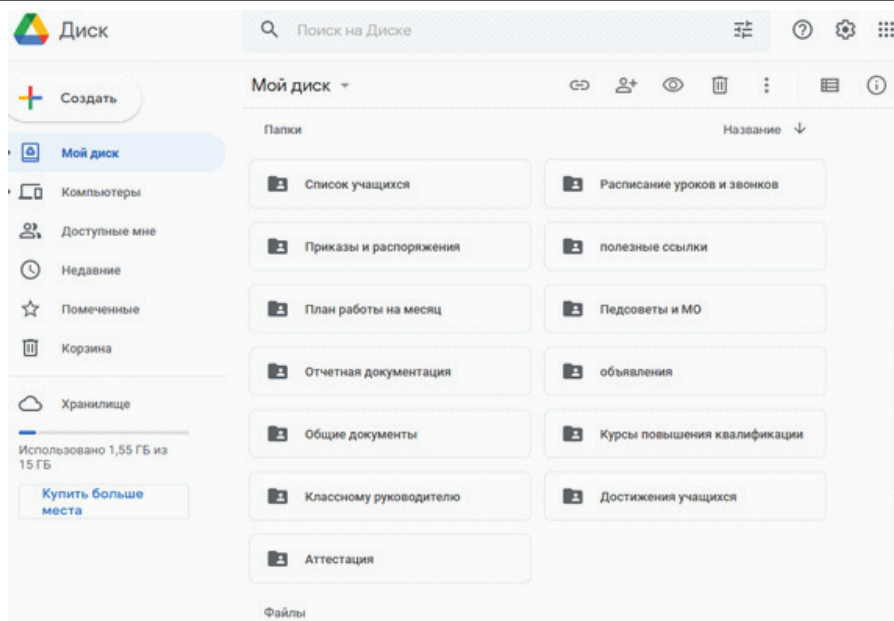 Диск
Поиск на Диске
Создать
Мой диск
Компьютеры
Доступные мне
Недавние
Помеченные
Корзина
Хранилище
Использовано 1,55 ГБ из
15 ГБ
Купить больше
места
Мой диск
Папки
Название
Список учащихся
Расписание уроков и звонков
Приказы и распоряжения
полезные ссылки
План работы на месяц
Педсоветы и МО
Отчетная документация
объявления
Общие документы
Курсы повышения квалификации
Классному руководителю
Достижения учащихся
Аттестация
Файлы